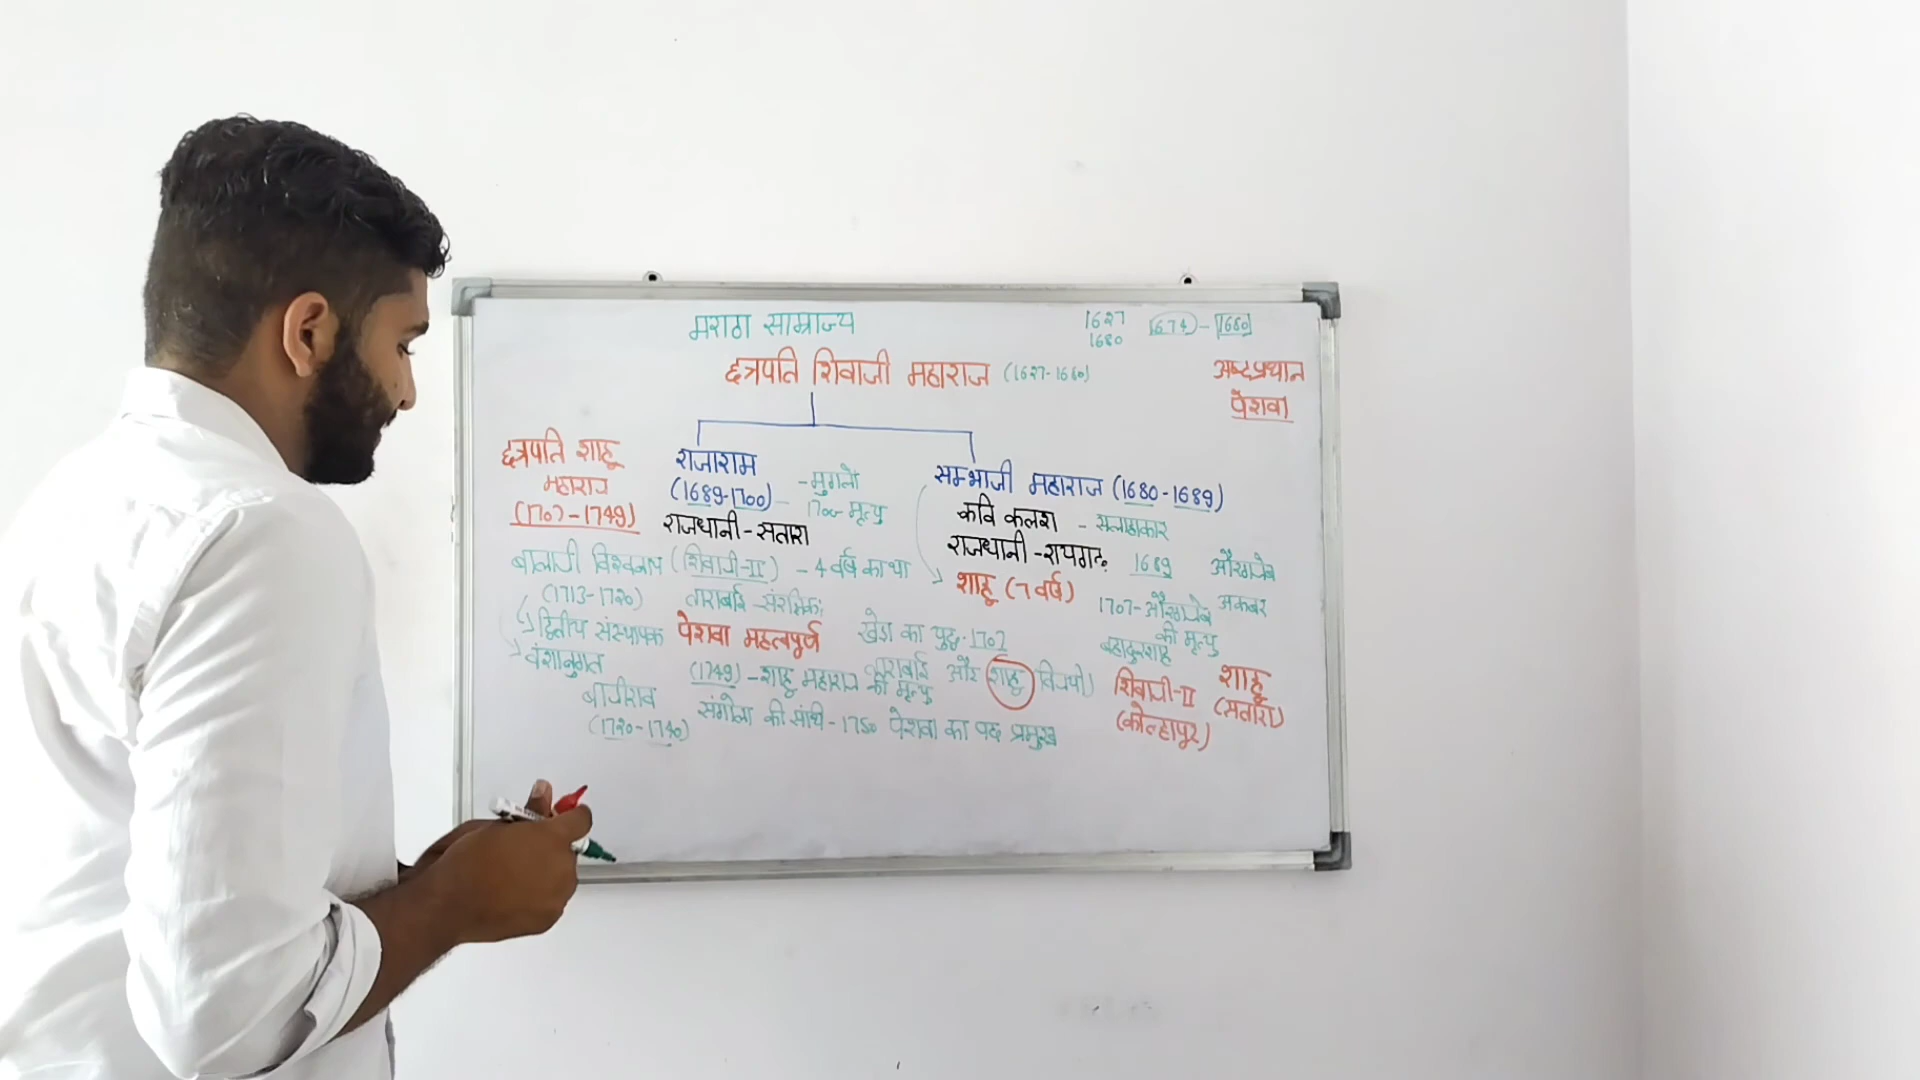 मराठा साम्राज्य
1627
1680
1674 - 1680
छत्रपति शिवाजी महाराज (1627-1680)
अष्टप्रधान
पेशवा
छत्रपति शाहू
महाराज
(1707-1749)
राजाराम
(1689-1700)
- मुगलो
1700 मृत्यु
राजधानी-सतारा
सम्भाजी महाराज (1680-1689)
कवि कलश - सलाहाकार
राजधानी-रायगढ़
शाहू (7 वर्ष)
1689
औरंगजेब
अकबर
1707-औरंगजेब
की मृत्यु
बहादुरशाह
बालाजी विश्वनाथ
(1713-1720)
द्वितीय संस्थापक
वंशानुगत
(शिवाजी-II) - 4 वर्ष का था
ताराबाई
पेशवा महत्वपूर्ण
खेड़ा का युद्ध-1707
ताराबाई और शाहू
(1749)-शाहू महाराज की मृत्यु
शिवाजी-II
(कोल्हापुर)
शाहू
(सतारा)
बाजीराव
(1720-1740)
संगोला की संधि-1750 पेशवा का पद प्रमुख